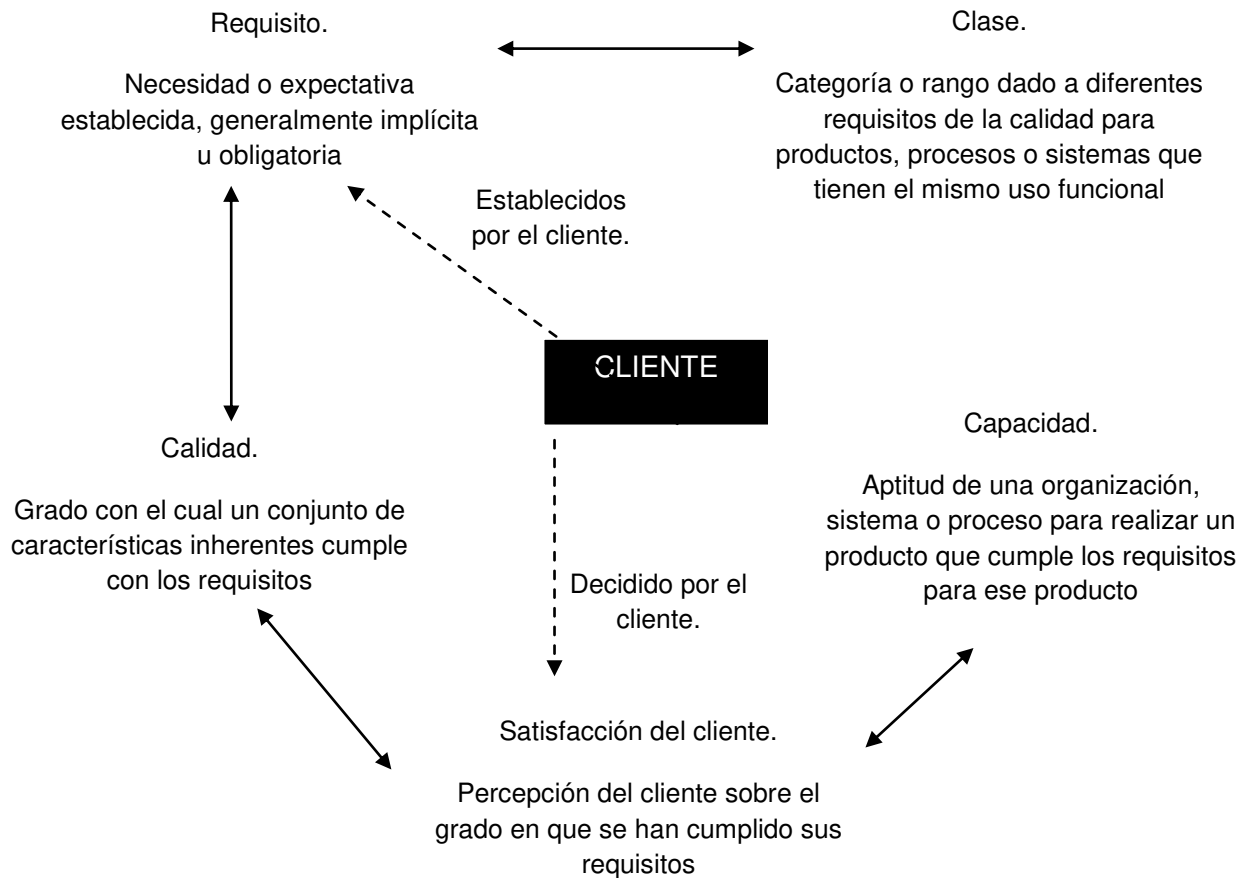 Requisito.
Necesidad o expectativa
establecida, generalmente implícita
u obligatoria
Clase.
Categoría o rango dado a diferentes
requisitos de la calidad para
productos, procesos o sistemas que
tienen el mismo uso funcional
Establecidos
por el cliente.
CLIENTE
Calidad.
Grado con el cual un conjunto de
características inherentes cumple
con los requisitos
Capacidad.
Aptitud de una organización,
sistema o proceso para realizar un
producto que cumple los requisitos
para ese producto
Decidido por el
cliente.
Satisfacción del cliente.
Percepción del cliente sobre el
grado en que se han cumplido sus
requisitos